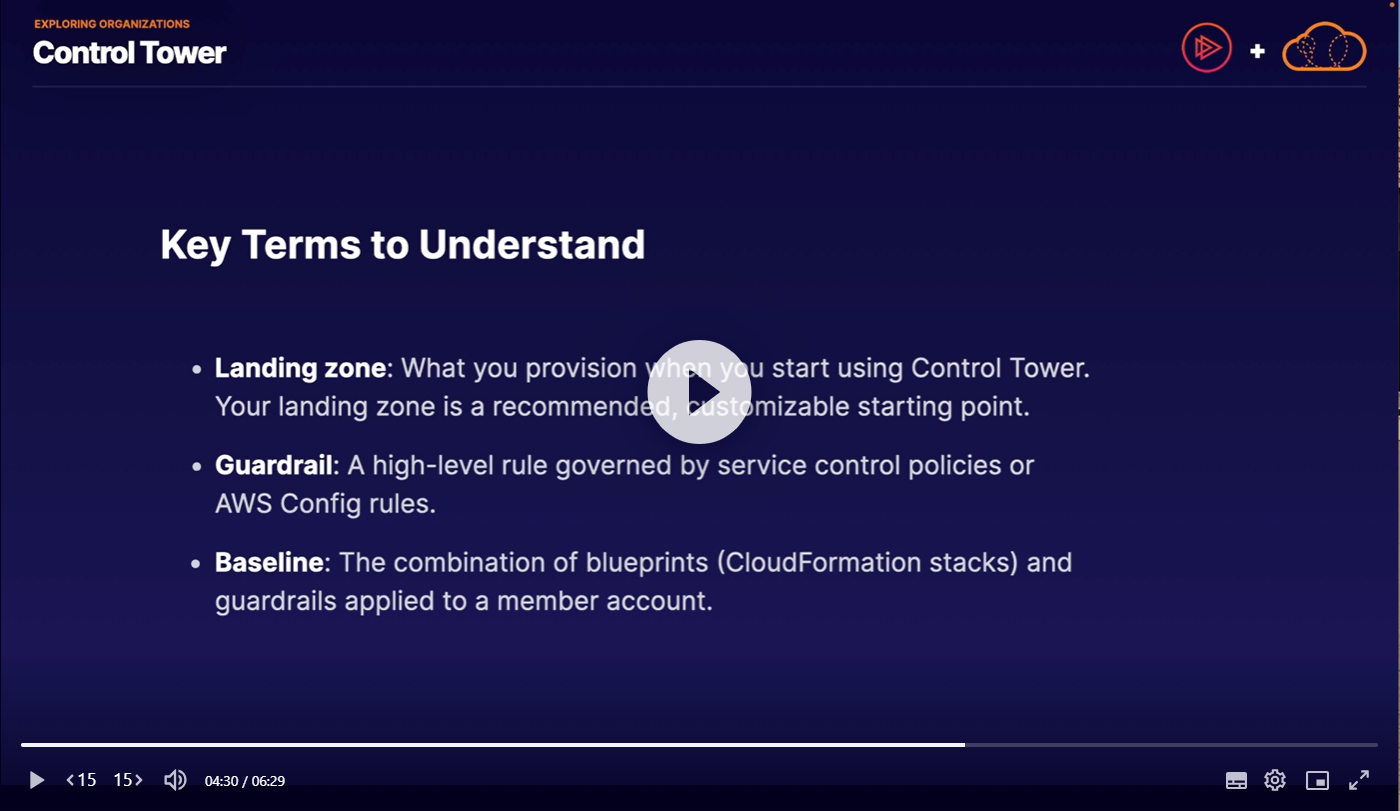 EXPLORING ORGANIZATIONS
Control Tower
Key Terms to Understand
• Landing zone: What you provision when you start using Control Tower.
Your landing zone is a recommended, customizable starting point.
• Guardrail: A high-level rule governed by service control policies or
AWS Config rules.
• Baseline: The combination of blueprints (CloudFormation stacks) and
guardrails applied to a member account.
<15 15> 04:30 / 06:29